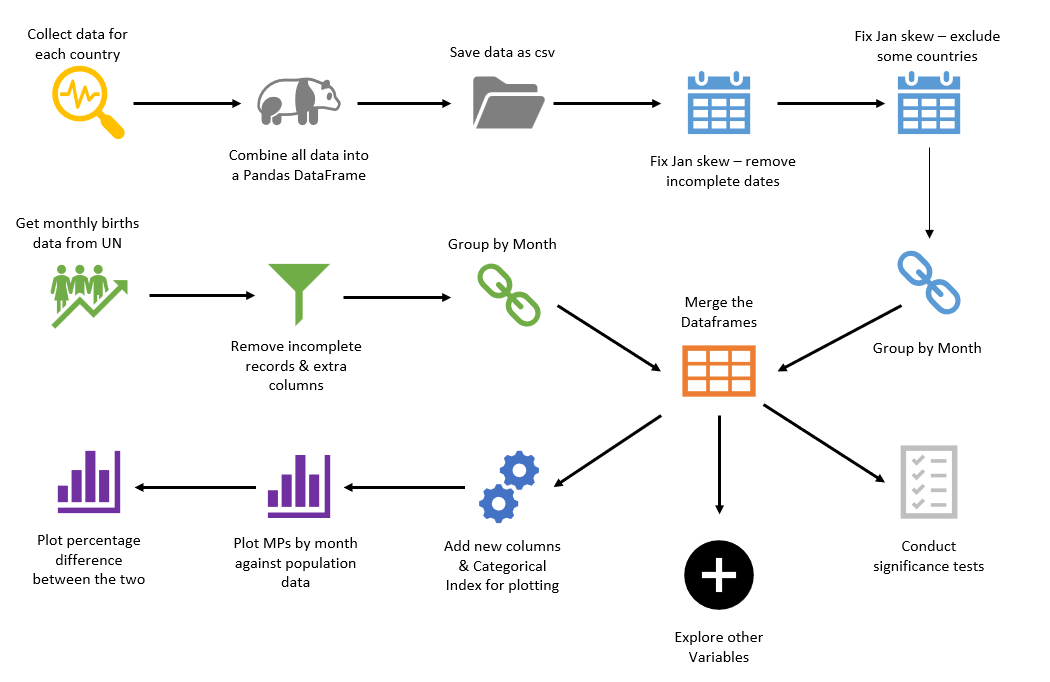 Collect data for
each country
Combine all data into
a Pandas DataFrame
Save data as csv
Fix Jan skew – remove
incomplete dates
Fix Jan skew – exclude
some countries
Get monthly births
data from UN
Remove incomplete
records & extra
columns
Group by Month
Merge the
Dataframes
Group by Month
Plot percentage
difference
between the two
Plot MPs by month
against population
data
Add new columns
& Categorical
Index for plotting
Explore other
Variables
Conduct
significance tests